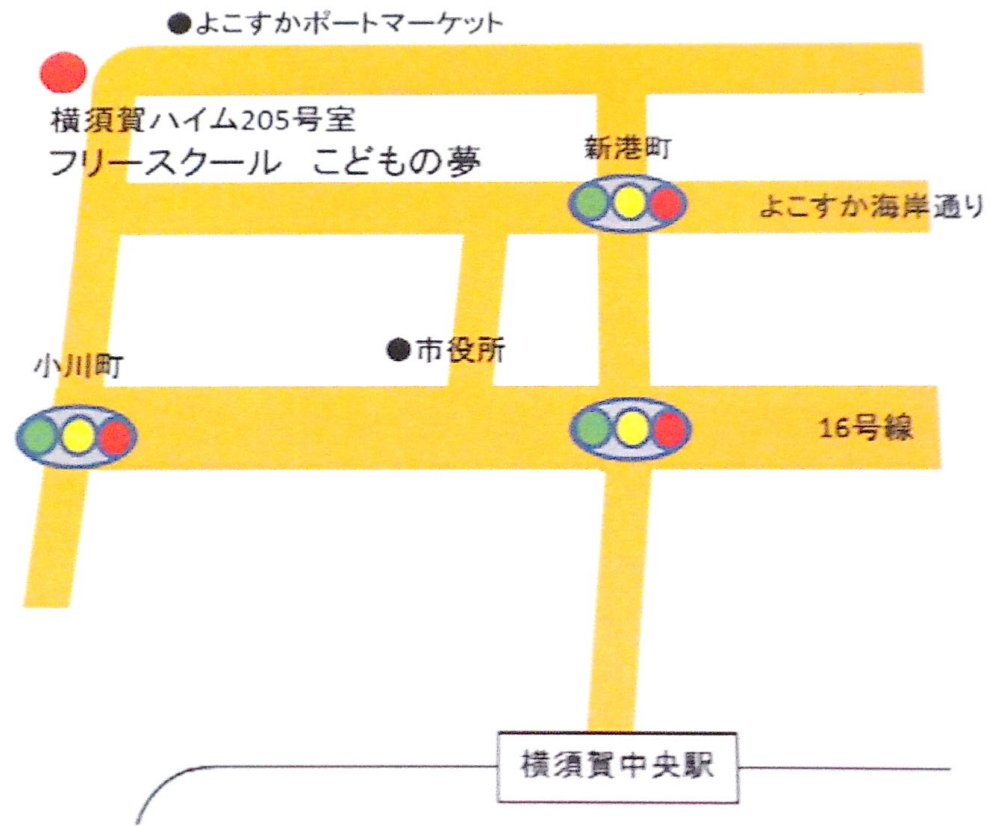 ●よこすかポートマーケット
横須賀ハイム205号室
フリースクール　こどもの夢
新港町
よこすか海岸通り
●市役所
小川町
16号線
横須賀中央駅